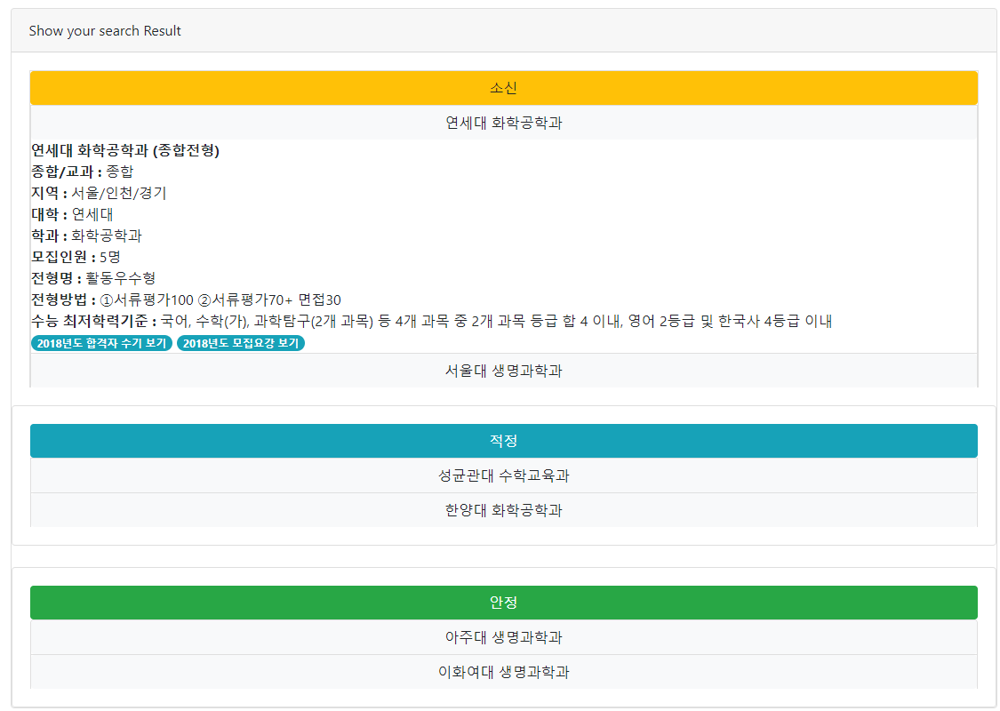 Show your search Result
소신
연세대 화학공학과
연세대 화학공학과 (종합전형)
종합/교과 : 종합
지역 : 서울/인천/경기
대학 : 연세대
학과 : 화학공학과
모집인원 : 5명
전형명 : 활동우수형
전형방법 : ①서류평가100 ②서류평가70+ 면접30
수능 최저학력기준 : 국어, 수학(가), 과학탐구(2개 과목) 등 4개 과목 중 2개 과목 등급 합 4 이내, 영어 2등급 및 한국사 4등급 이내
2018년도 합격자 수기 보기 2018년도 모집요강 보기
서울대 생명과학과
적정
성균관대 수학교육과
한양대 화학공학과
안정
아주대 생명과학과
이화여대 생명과학과